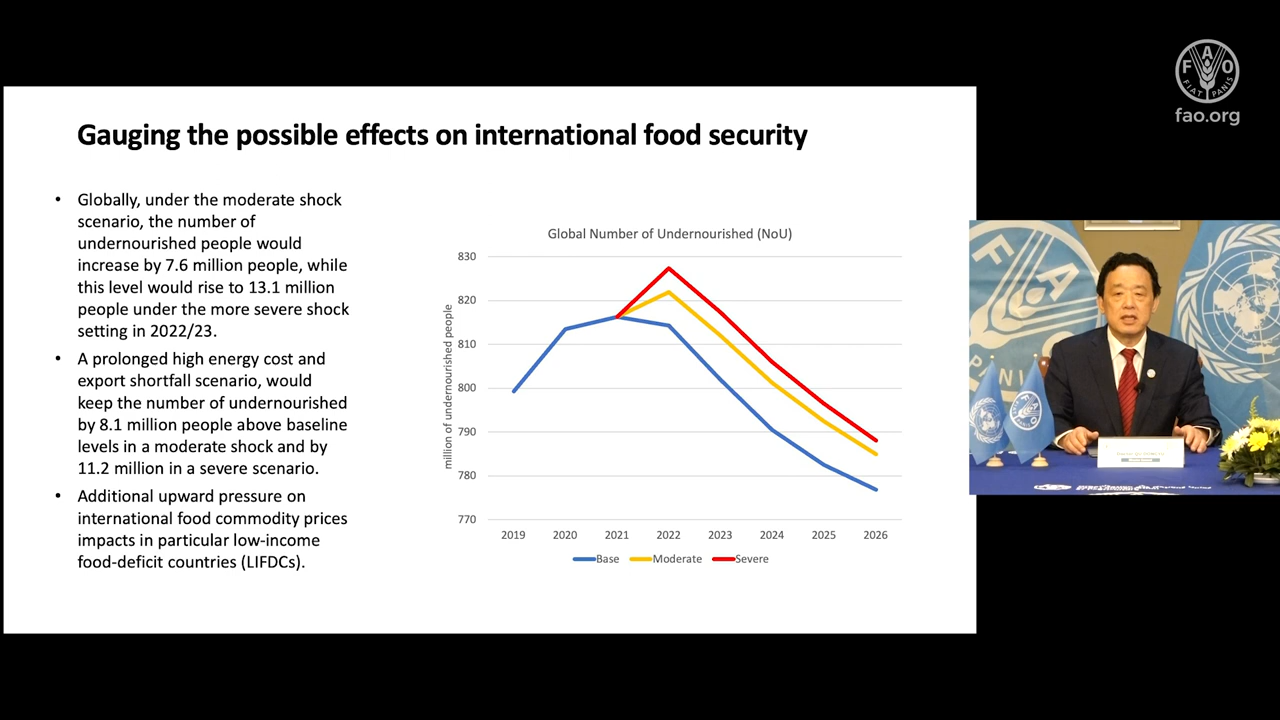 FAO
FIAT PANIS
fao.org
Gauging the possible effects on international food security
• Globally, under the moderate shock
scenario, the number of
undernourished people would
increase by 7.6 million people, while
this level would rise to 13.1 million
people under the more severe shock
setting in 2022/23.
• A prolonged high energy cost and
export shortfall scenario, would
keep the number of undernourished
by 8.1 million people above baseline
levels in a moderate shock and by
11.2 million in a severe scenario.
• Additional upward pressure on
international food commodity prices
impacts in particular low-income
food-deficit countries (LIFDCs).
Global Number of Undernourished (NoU)
million of undernourished people
830
820
810
800
790
780
770
2019 2020 2021 2022 2023 2024 2025 2026
Base Moderate Severe